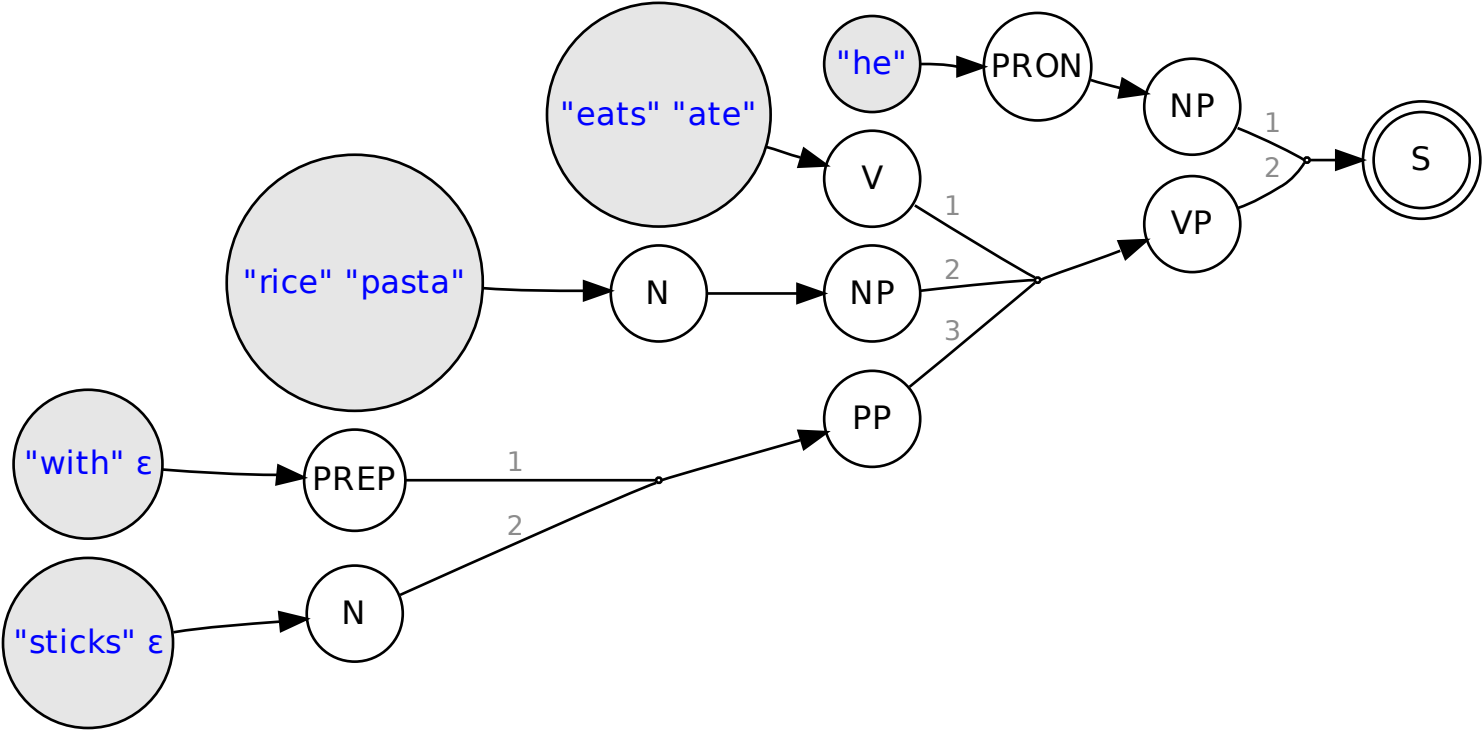 "he"
PRON
NP
1
S
"eats" "ate"
V
1
2
VP
"rice" "pasta"
N
NP
2
3
PP
"with" ε
PREP
1
2
"sticks" ε
N